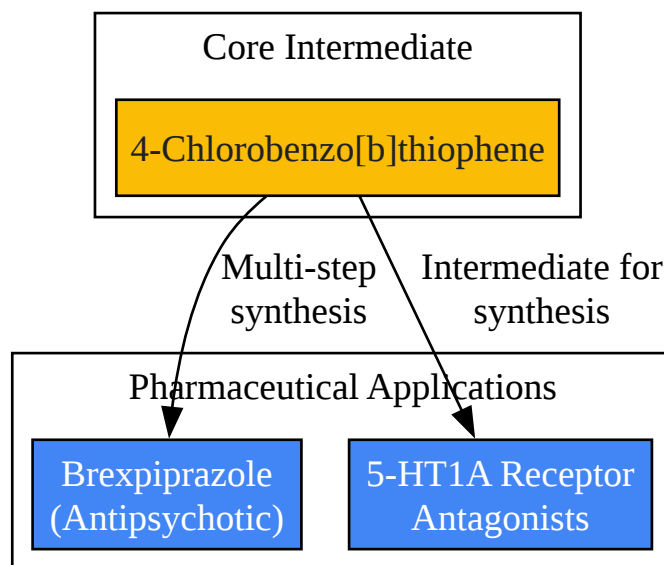 Core Intermediate
4-Chlorobenzo[b]thiophene
Multi-step
synthesis
Intermediate for
synthesis
Pharmaceutical Applications
Brexpiprazole
(Antipsychotic)
5-HT1A Receptor
Antagonists